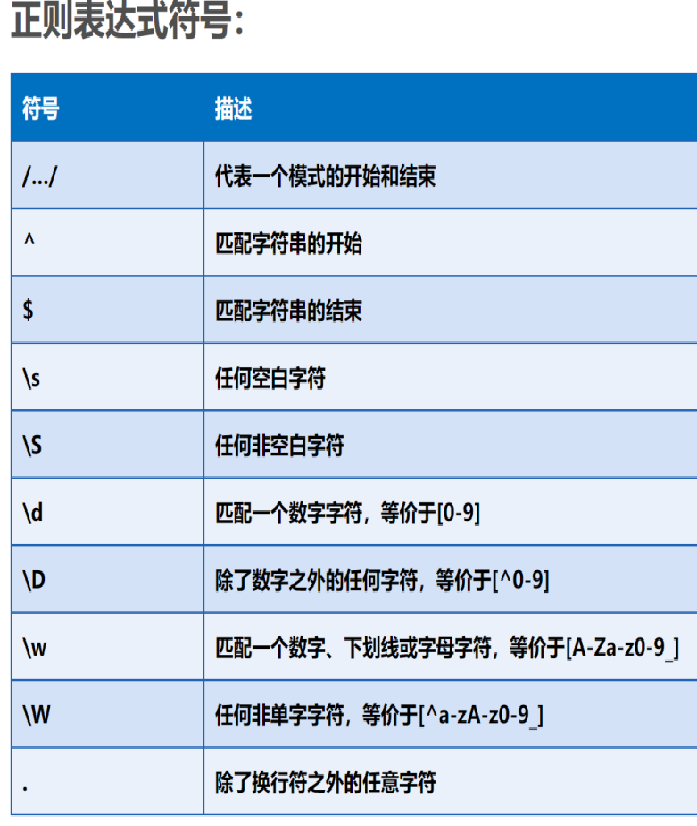 正则表达式符号：
符号 描述
/.../ 代表一个模式的开始和结束
^ 匹配字符串的开始
$ 匹配字符串的结束
\s 任何空白字符
\S 任何非空白字符
\d 匹配一个数字字符，等价于[0-9]
\D 除了数字之外的任何字符，等价于[^0-9]
\w 匹配一个数字、下划线或字母字符，等价于[A-Za-z0-9_]
\W 任何非单字字符，等价于[^a-zA-z0-9_]
. 除了换行符之外的任意字符